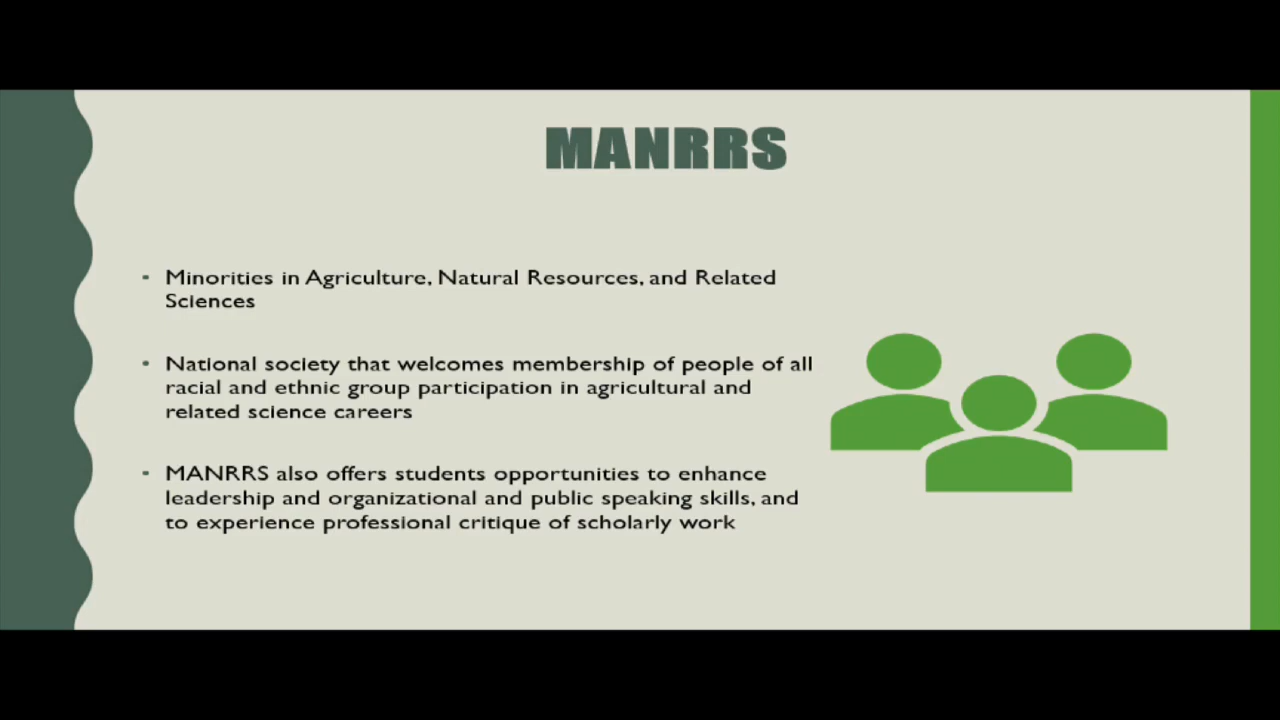 MANRRS
• Minorities in Agriculture, Natural Resources, and Related
Sciences
• National society that welcomes membership of people of all
racial and ethnic group participation in agricultural and
related science careers
• MANRRS also offers students opportunities to enhance
leadership and organizational and public speaking skills, and
to experience professional critique of scholarly work